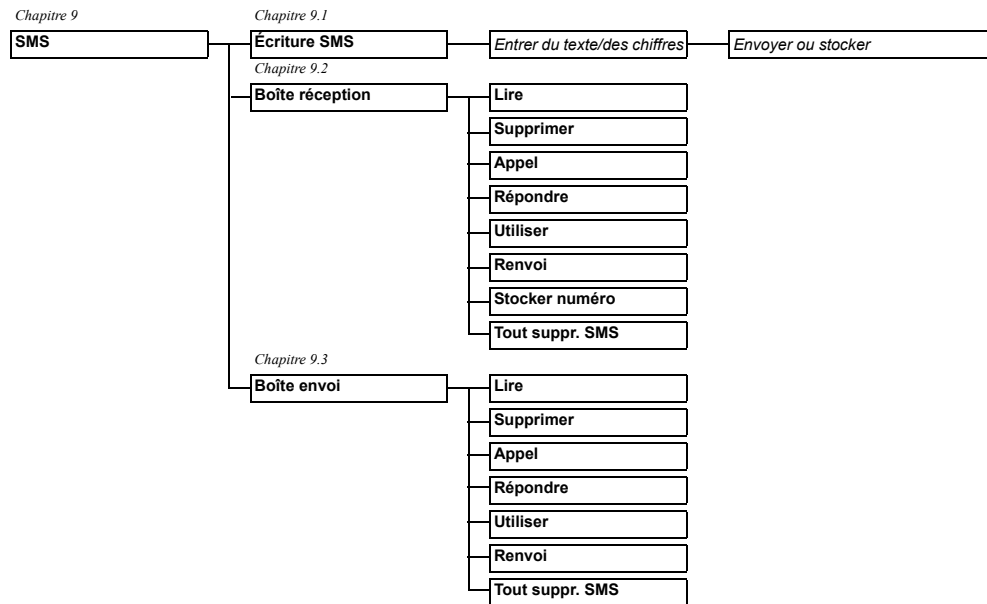 Chapitre 9
Chapitre 9.1
SMS
Écriture SMS
Entrer du texte/des chiffres
Envoyer ou stocker
Chapitre 9.2
Boîte réception
Lire
Supprimer
Appel
Répondre
Utiliser
Renvoi
Stocker numéro
Tout suppr. SMS
Chapitre 9.3
Boîte envoi
Lire
Supprimer
Appel
Répondre
Utiliser
Renvoi
Tout suppr. SMS